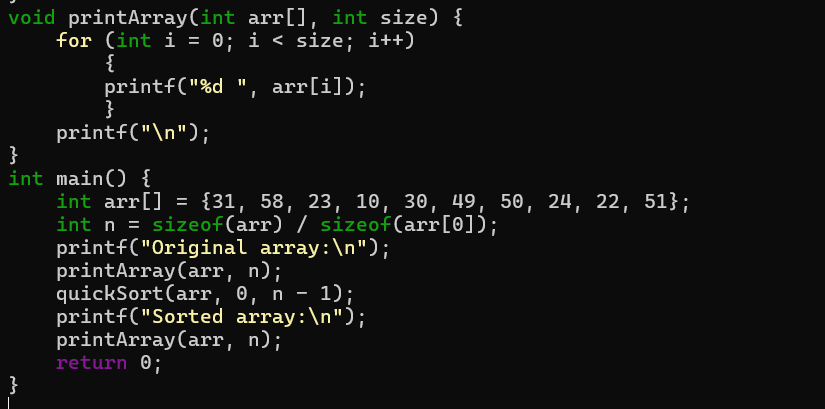 void printArray(int arr[], int size) {
    for (int i = 0; i < size; i++)
        {
        printf("%d ", arr[i]);
        }
    printf("\n");
}
int main() {
    int arr[] = {31, 58, 23, 10, 30, 49, 50, 24, 22, 51};
    int n = sizeof(arr) / sizeof(arr[0]);
    printf("Original array:\n");
    printArray(arr, n);
    quickSort(arr, 0, n - 1);
    printf("Sorted array:\n");
    printArray(arr, n);
    return 0;
}